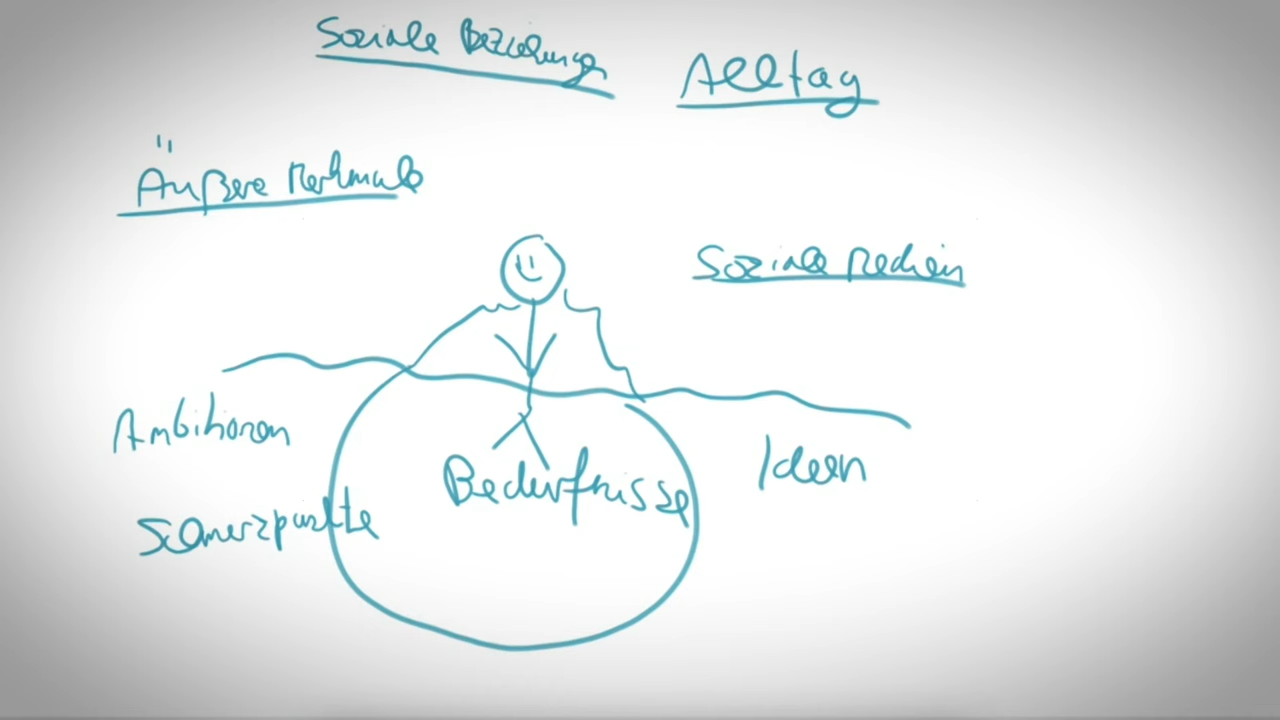 Soziale Beziehungen
Alltag
Äußere Merkmale
Soziale Medien
Ambitionen
Bedürfnisse
Ideen
Schmerzpunkte